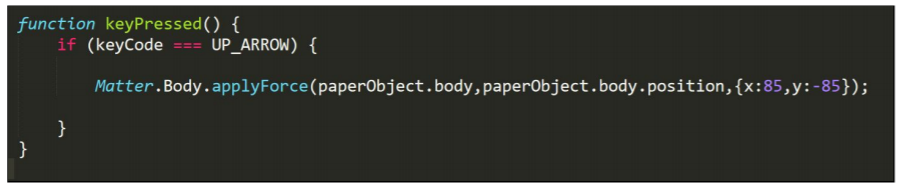 function keyPressed() {
if (keyCode === UP_ARROW) {
Matter.Body.applyForce(paperObject.body,paperObject.body.position,{x:85,y:-85});
}
}